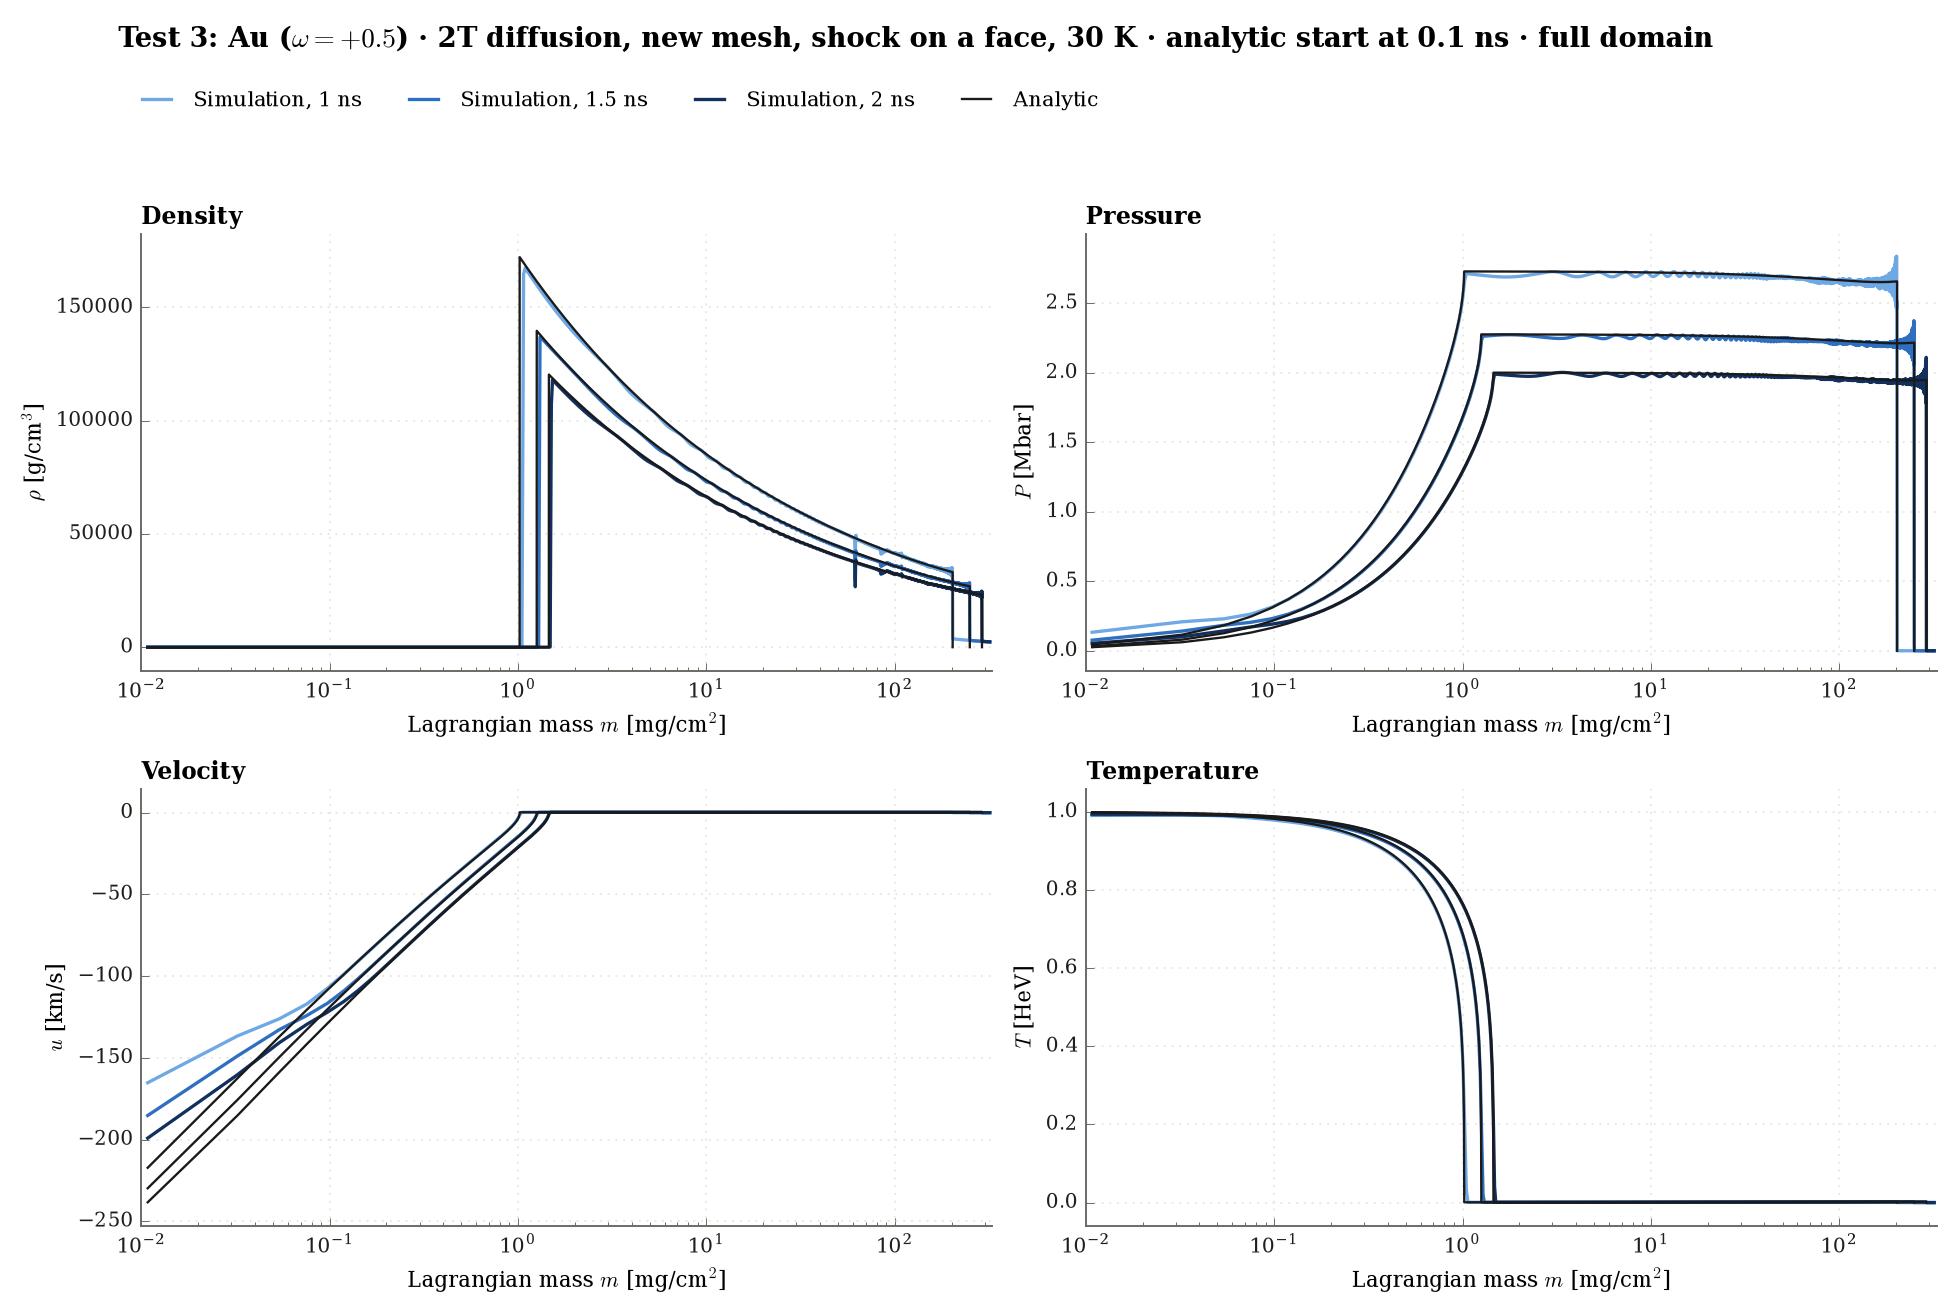 Test 3: Au (ω = +0.5) · 2T diffusion, new mesh, shock on a face, 30 K · analytic start at 0.1 ns · full domain
Simulation, 1 ns
Simulation, 1.5 ns
Simulation, 2 ns
Analytic
Density
ρ [g/cm³]
150000
100000
50000
0
10⁻² 10⁻¹ 10⁰ 10¹ 10²
Lagrangian mass m [mg/cm²]
Pressure
P [Mbar]
2.5
2.0
1.5
1.0
0.5
0.0
10⁻² 10⁻¹ 10⁰ 10¹ 10²
Lagrangian mass m [mg/cm²]
Velocity
u [km/s]
0
−50
−100
−150
−200
−250
10⁻² 10⁻¹ 10⁰ 10¹ 10²
Lagrangian mass m [mg/cm²]
Temperature
T [HeV]
1.0
0.8
0.6
0.4
0.2
0.0
10⁻² 10⁻¹ 10⁰ 10¹ 10²
Lagrangian mass m [mg/cm²]